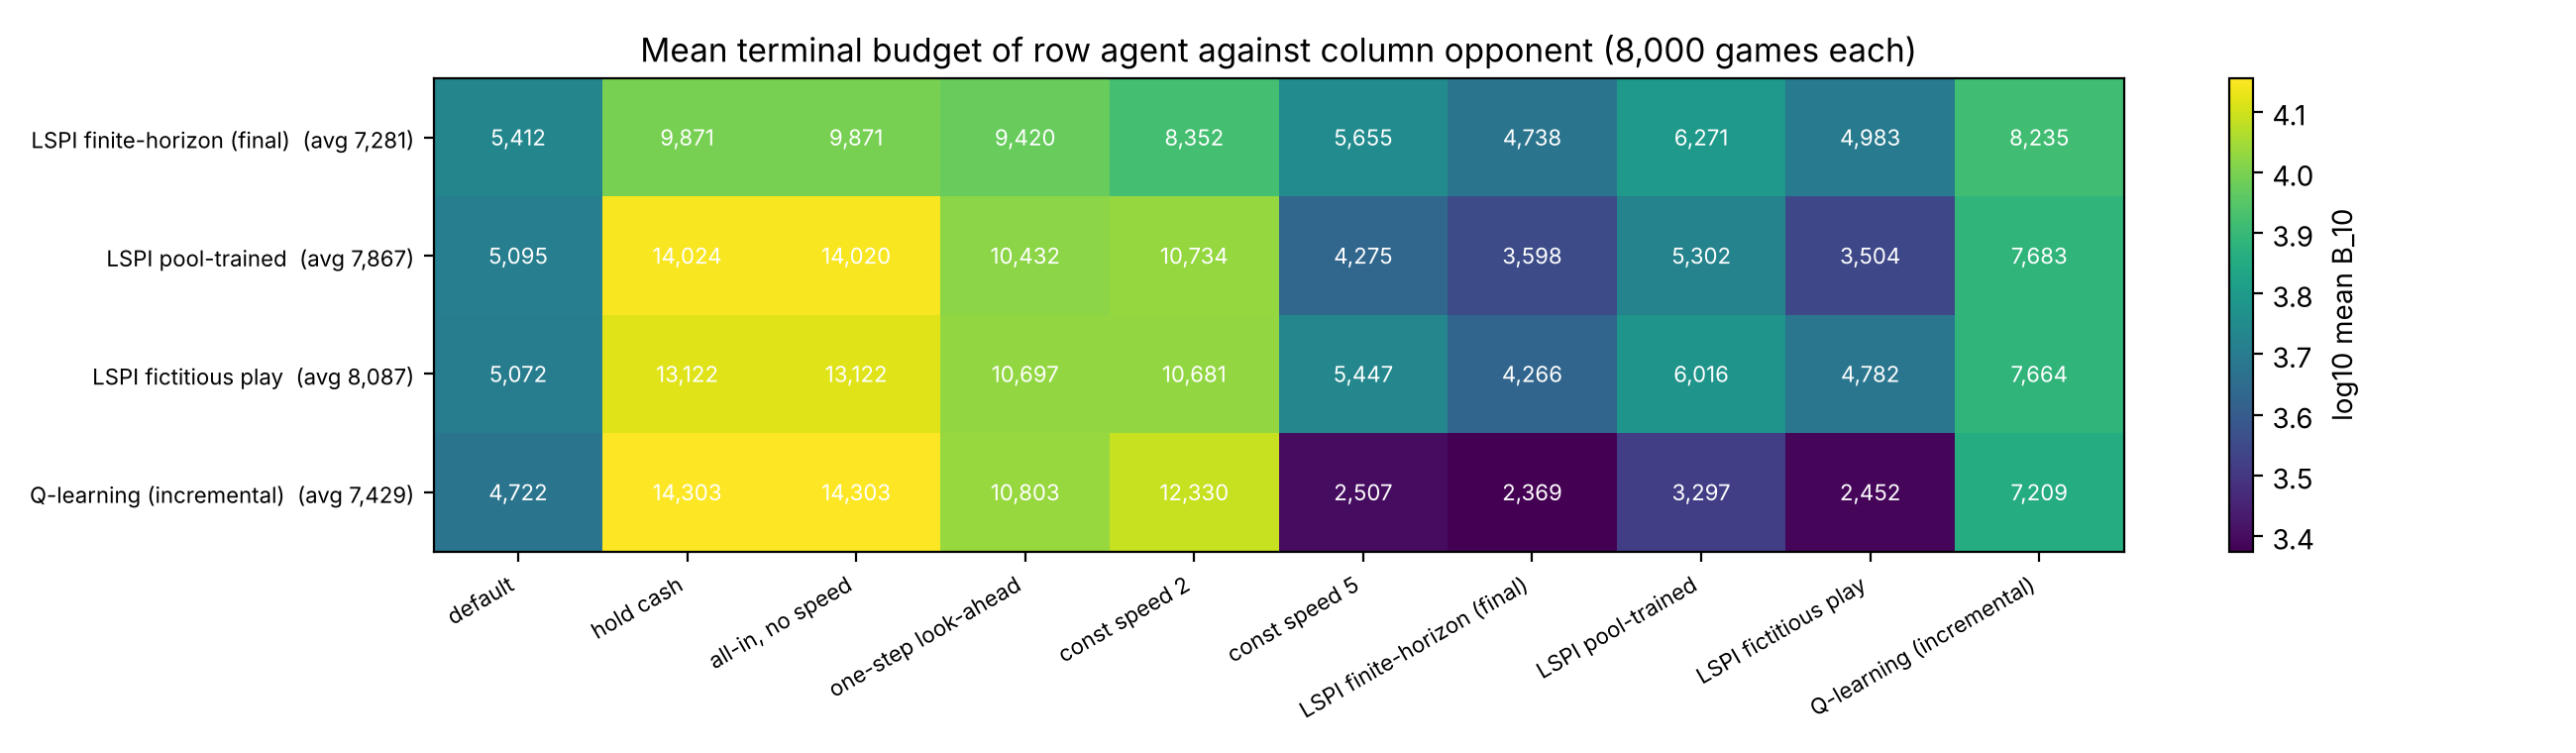 Mean terminal budget of row agent against column opponent (8,000 games each)
LSPI finite-horizon (final) (avg 7,281) 5,412 9,871 9,871 9,420 8,352 5,655 4,738 6,271 4,983 8,235
LSPI pool-trained (avg 7,867) 5,095 14,024 14,020 10,432 10,734 4,275 3,598 5,302 3,504 7,683
LSPI fictitious play (avg 8,087) 5,072 13,122 13,122 10,697 10,681 5,447 4,266 6,016 4,782 7,664
Q-learning (incremental) (avg 7,429) 4,722 14,303 14,303 10,803 12,330 2,507 2,369 3,297 2,452 7,209
default
hold cash
all-in, no speed
one-step look-ahead
const speed 2
const speed 5
LSPI finite-horizon (final)
LSPI pool-trained
LSPI fictitious play
Q-learning (incremental)
4.1
4.0
3.9
3.8
3.7
3.6
3.5
3.4
log10 mean B_10